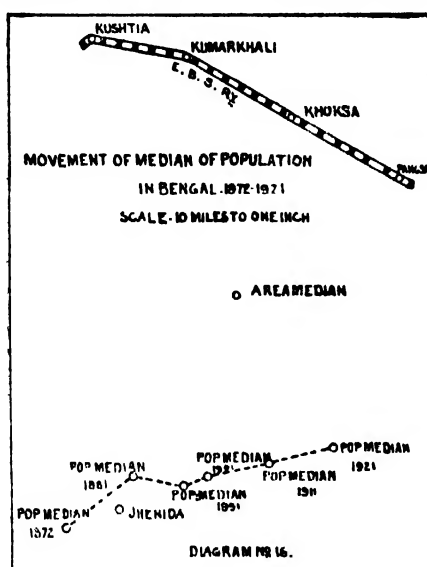 KUSHTIA
KUMARKHALI
E. B. S. RY.
KHOKSA
MOVEMENT OF MEDIAN OF POPULATION
IN BENGAL-1872-1921
SCALE-10 MILES TO ONE INCH
AREA MEDIAN
POP MEDIAN
1872
POP MEDIAN
1881
JHENIDA
POP MEDIAN
1891
POP MEDIAN
POP MEDIAN
1911
POP MEDIAN
1921
DIAGRAM No 16.